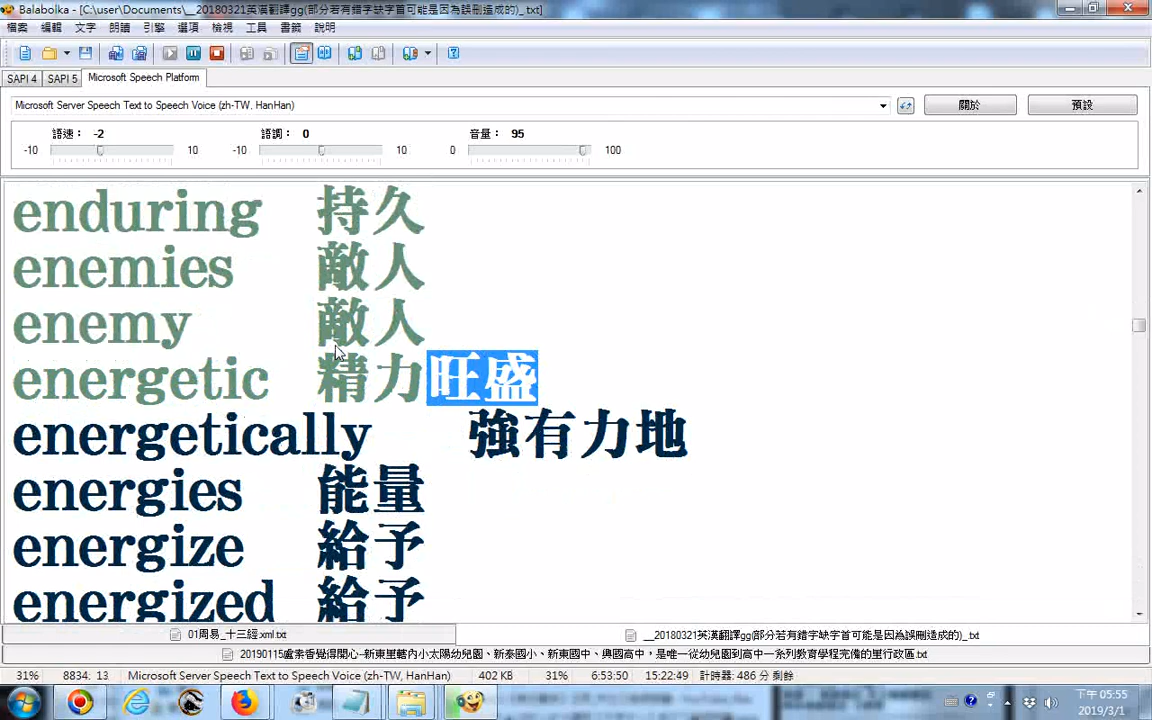 Balabolka - [C:\user\Documents\__20180321英漢翻譯gg(部分若有錯字缺字首可能是因為誤刪造成的)_.txt]
檔案 編輯 文字 朗讀 引擎 選項 檢視 工具 書籤 說明
SAPI 4 SAPI 5 Microsoft Speech Platform
Microsoft Server Speech Text to Speech Voice (zh-TW, HanHan) 關於 預設
語速： -2 語調： 0 音量： 95
-10 10 -10 10 0 100
enduring 持久
enemies 敵人
enemy 敵人
energetic 精力旺盛
energetically 強有力地
energies 能量
energize 給予
energized 給予
01周易_十三經.xml.txt __20180321英漢翻譯gg(部分若有錯字缺字首可能是因為誤刪造成的)_.txt
20190115盧素香覺得開心-新東里轄內小太陽幼兒園、新泰國小、新東國中、興國高中，是唯一從幼兒園到高中一系列教育學程完備的里行政區.txt
31% 8834: 13 Microsoft Server Speech Text to Speech Voice (zh-TW, HanHan) 402 KB 31% 6:53:50 15:22:49 計時器: 486 分 剩餘
下午 05:55
2019/3/1